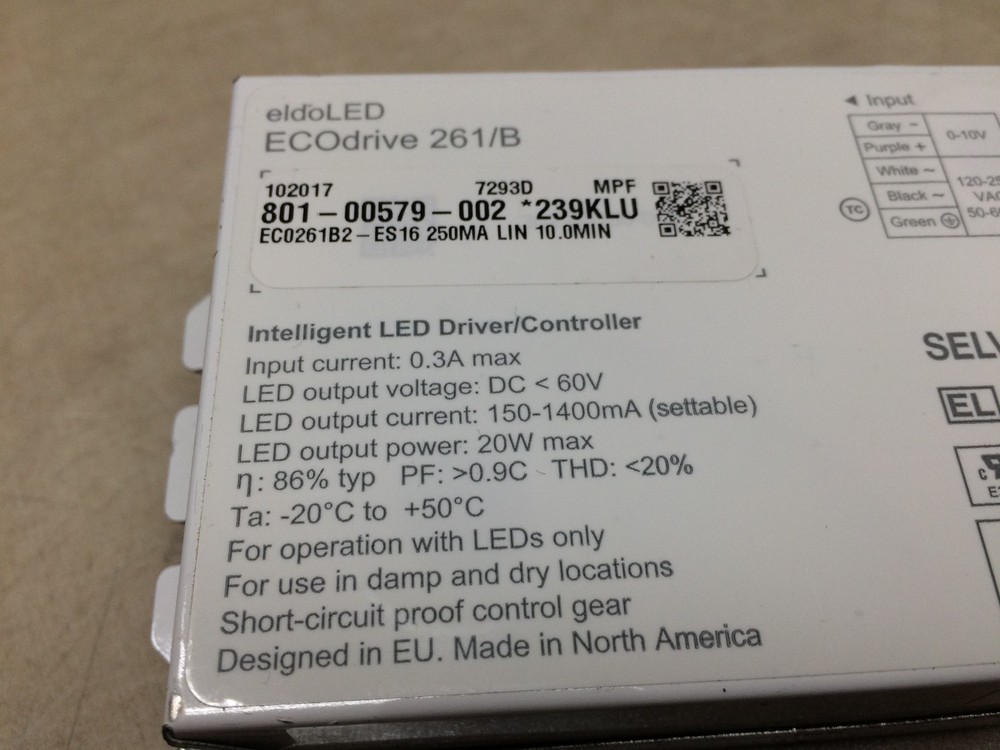 eldoLED
ECOdrive 261/B
102017 7293D MPF
801-00579-002 *239KLU
EC0261B2-ES16 250MA LIN 10.0MIN
Intelligent LED Driver/Controller
Input current: 0.3A max
LED output voltage: DC < 60V
LED output current: 150-1400mA (settable)
LED output power: 20W max
η: 86% typ PF: >0.9C THD: <20%
Ta: -20°C to +50°C
For operation with LEDs only
For use in damp and dry locations
Short-circuit proof control gear
Designed in EU. Made in North America
◄ Input
Gray -
Purple +
0-10V
White ~
Black ~
Green
TC
SELV
EL